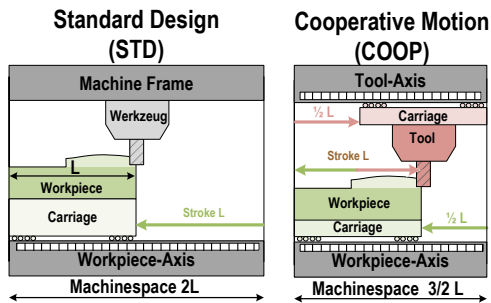 Standard Design
(STD)
Machine Frame
Werkzeug
L
Workpiece
Carriage
Stroke L
Workpiece-Axis
Machinespace 2L
Cooperative Motion
(COOP)
Tool-Axis
½ L
Carriage
Tool
Stroke L
Workpiece
Carriage
½ L
Workpiece-Axis
Machinespace 3/2 L